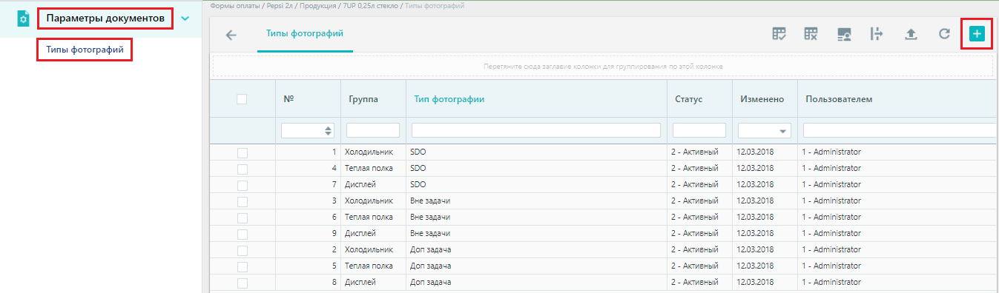 Формы оплаты / Pepsi 2л / Продукция / 7UP 0,25л стекло / Типы фотографий
Параметры документов
Типы фотографий
Типы фотографий
Перетяните сюда заглавие колонки для группирования по этой колонке
№ Группа Тип фотографии Статус Изменено Пользователем
1 Холодильник SDO 2 - Активный 12.03.2018 1 - Administrator
4 Теплая полка SDO 2 - Активный 12.03.2018 1 - Administrator
7 Дисплей SDO 2 - Активный 12.03.2018 1 - Administrator
3 Холодильник Вне задачи 2 - Активный 12.03.2018 1 - Administrator
6 Теплая полка Вне задачи 2 - Активный 12.03.2018 1 - Administrator
9 Дисплей Вне задачи 2 - Активный 12.03.2018 1 - Administrator
2 Холодильник Доп задача 2 - Активный 12.03.2018 1 - Administrator
5 Теплая полка Доп задача 2 - Активный 12.03.2018 1 - Administrator
8 Дисплей Доп задача 2 - Активный 12.03.2018 1 - Administrator